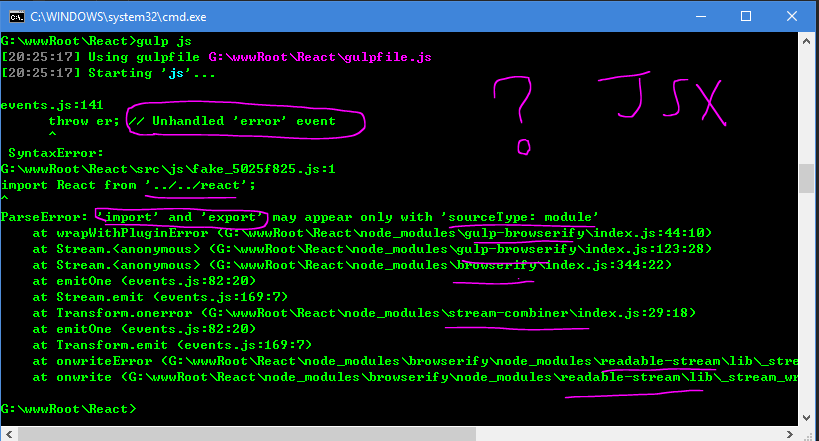 C:\WINDOWS\system32\cmd.exe
G:\wwwRoot\React>gulp js
[20:25:17] Using gulpfile G:\wwwRoot\React\gulpfile.js
[20:25:17] Starting 'js'...
? JSX
events.js:141
throw er; // Unhandled 'error' event
^
SyntaxError:
G:\wwwRoot\React\src\js\fake_5025f825.js:1
import React from '../../react';
^
ParseError: 'import' and 'export' may appear only with 'sourceType: module'
at wrapWithPluginError (G:\wwwRoot\React\node_modules\gulp-browserify\index.js:44:10)
at Stream.<anonymous> (G:\wwwRoot\React\node_modules\gulp-browserify\index.js:123:28)
at Stream.<anonymous> (G:\wwwRoot\React\node_modules\browserify\index.js:344:22)
at emitOne (events.js:82:20)
at Stream.emit (events.js:169:7)
at Transform.onerror (G:\wwwRoot\React\node_modules\stream-combiner\index.js:29:18)
at emitOne (events.js:82:20)
at Transform.emit (events.js:169:7)
at onwriteError (G:\wwwRoot\React\node_modules\browserify\node_modules\readable-stream\lib\_stre
at onwrite (G:\wwwRoot\React\node_modules\browserify\node_modules\readable-stream\lib\_stream_wr
G:\wwwRoot\React>